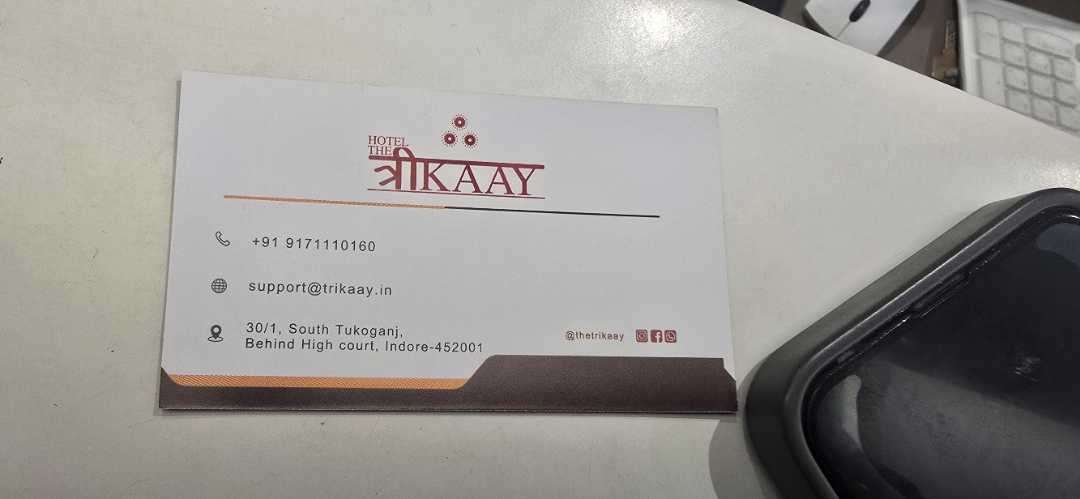 HOTEL
THE
त्रीKAAY
+91 9171110160
support@trikaay.in
30/1, South Tukoganj,
Behind High court, Indore-452001
@thetrikaay